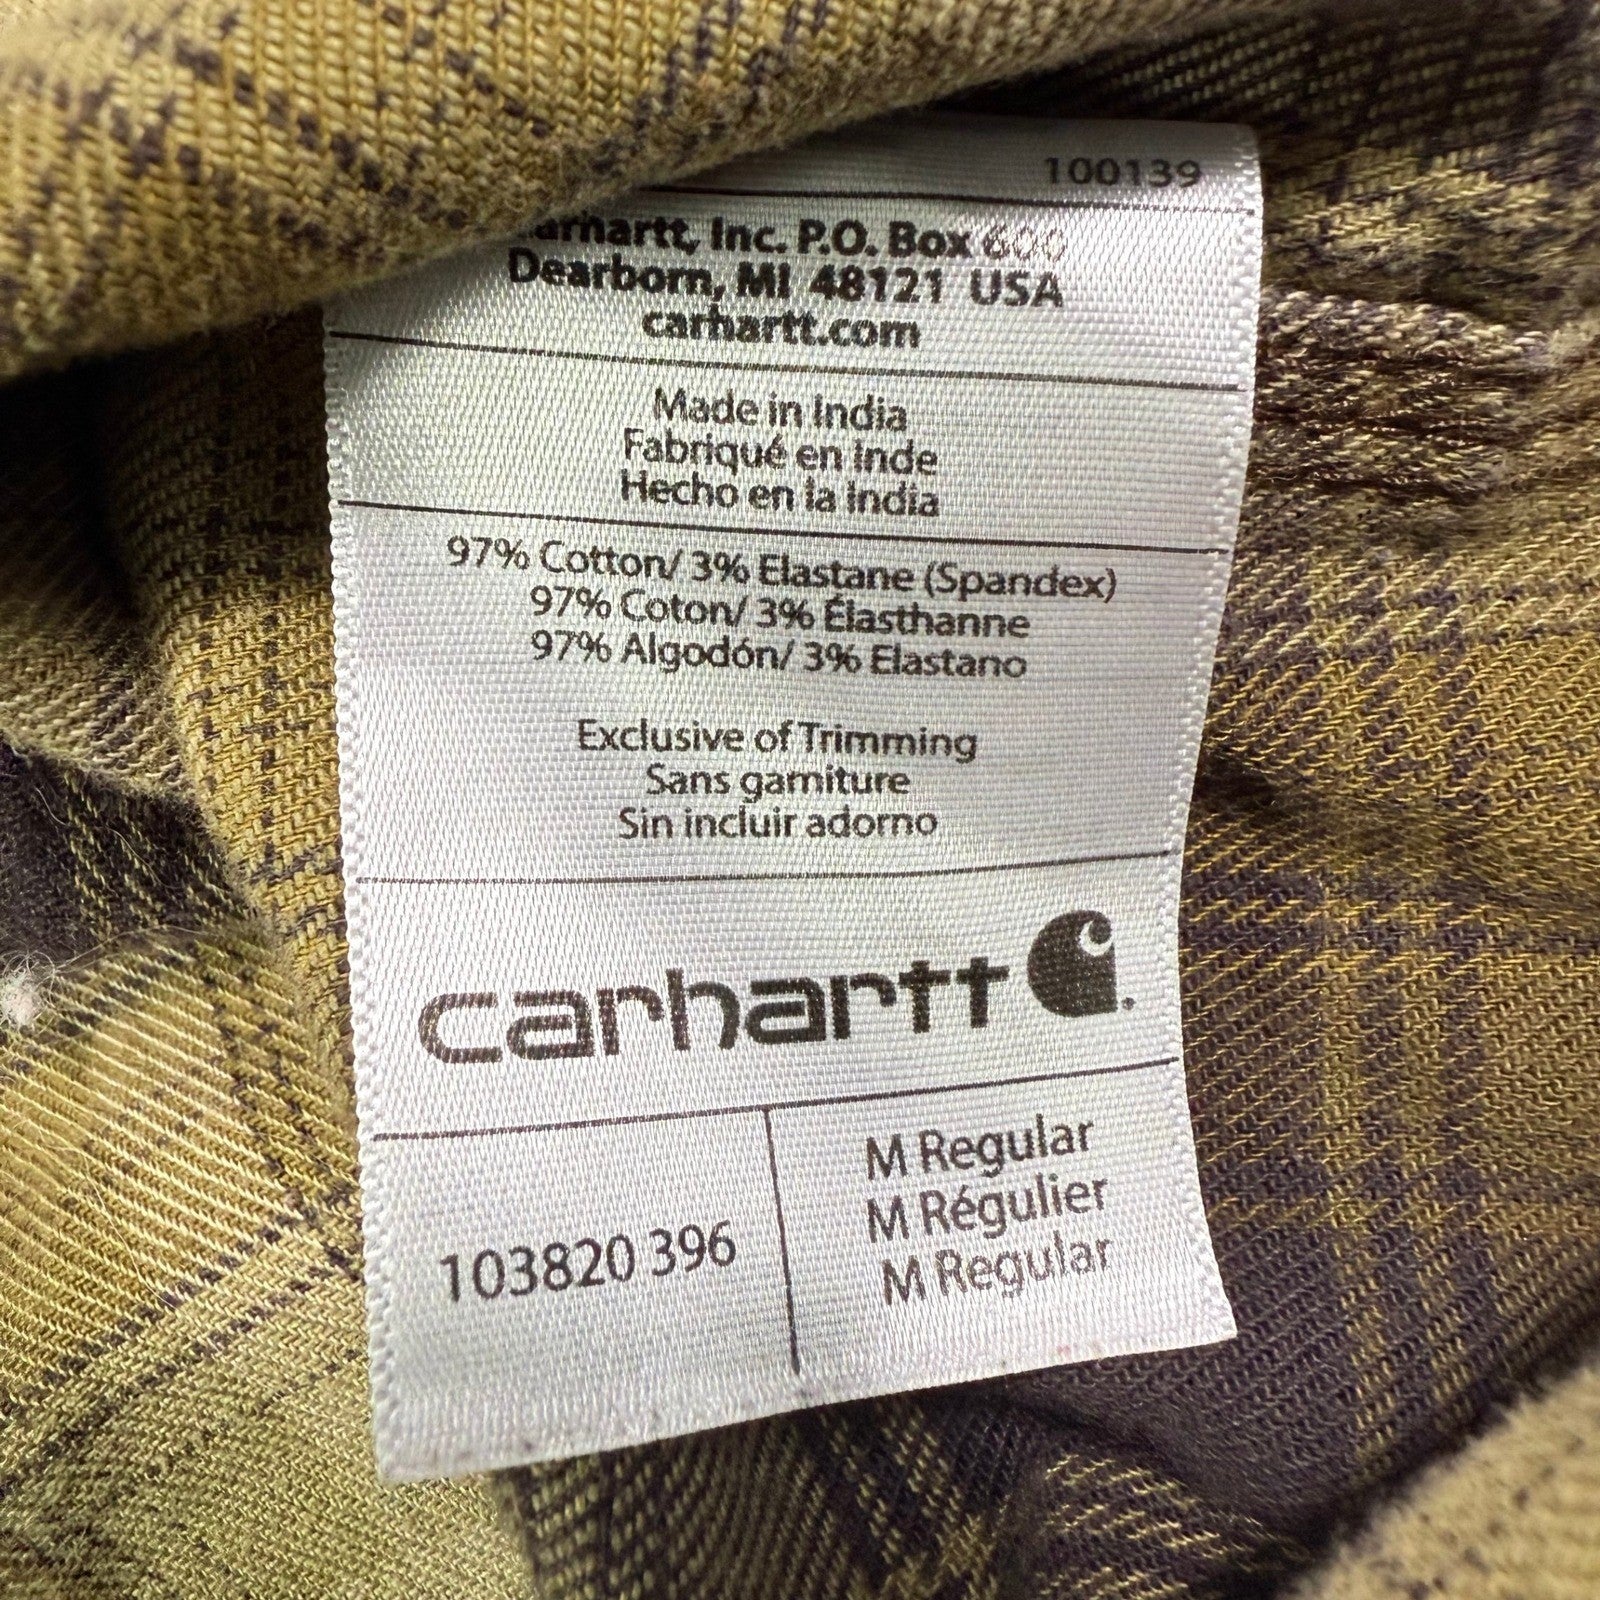 100139
Carhartt, Inc. P.O. Box 600
Dearborn, MI 48121 USA
carhartt.com
Made in India
Fabriqué en Inde
Hecho en la India
97% Cotton/ 3% Elastane (Spandex)
97% Coton/ 3% Élasthanne
97% Algodón/ 3% Elastano
Exclusive of Trimming
Sans garniture
Sin incluir adorno
carhartt
103820 396
M Regular
M Régulier
M Regular